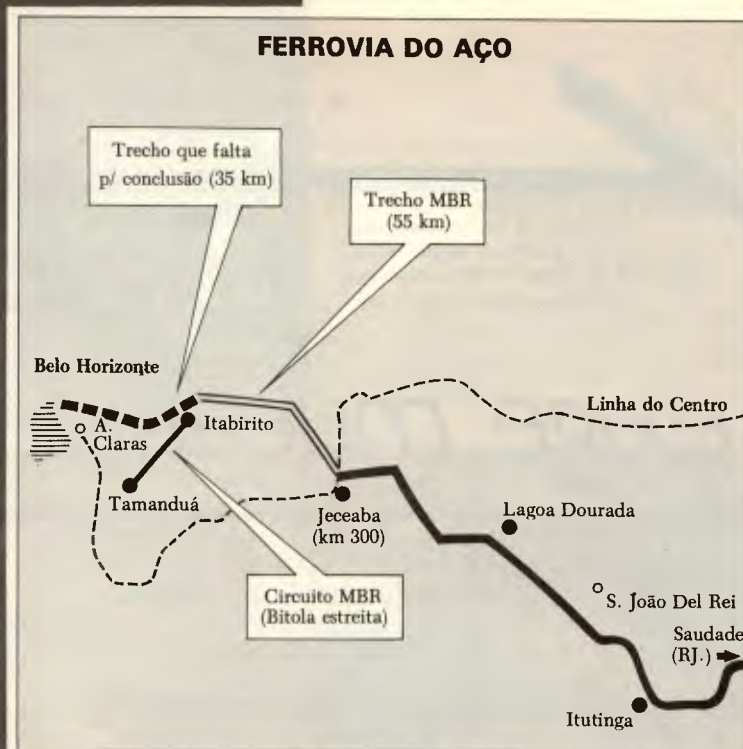 FERROVIA DO AÇO
Trecho que falta
p/ conclusão (35 km)
Trecho MBR
(55 km)
Belo Horizonte
A.
Claras
Itabirito
Linha do Centro
Tamanduá
Jeceaba
(km 300)
Lagoa Dourada
Circuito MBR
(Bitola estreita)
S. João Del Rei
Saudade
(RJ.)
Itutinga